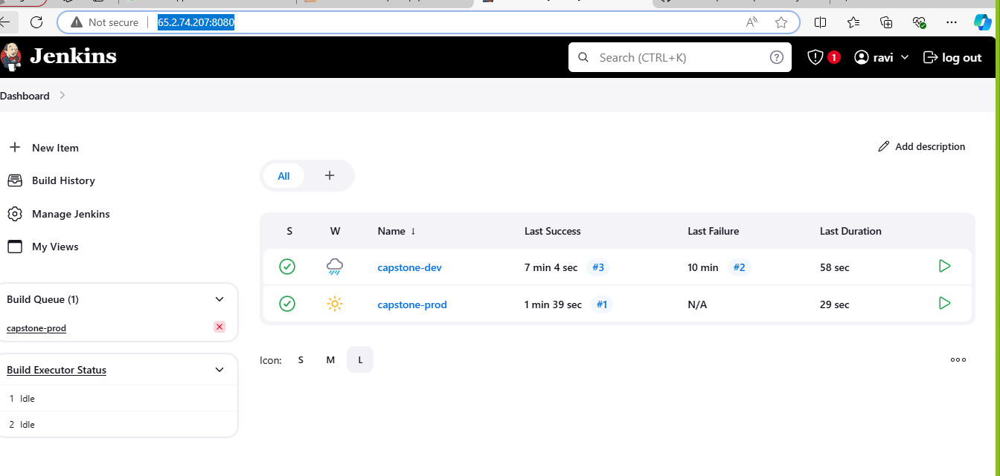 Not secure 65.2.74.207:8080
Jenkins
Search (CTRL+K)
1
ravi
log out
Dashboard
New Item
Build History
Manage Jenkins
My Views
Add description
All +
S W Name ↓ Last Success Last Failure Last Duration
capstone-dev 7 min 4 sec #3 10 min #2 58 sec
capstone-prod 1 min 39 sec #1 N/A 29 sec
Icon: S M L
Build Queue (1)
capstone-prod
Build Executor Status
1 Idle
2 Idle